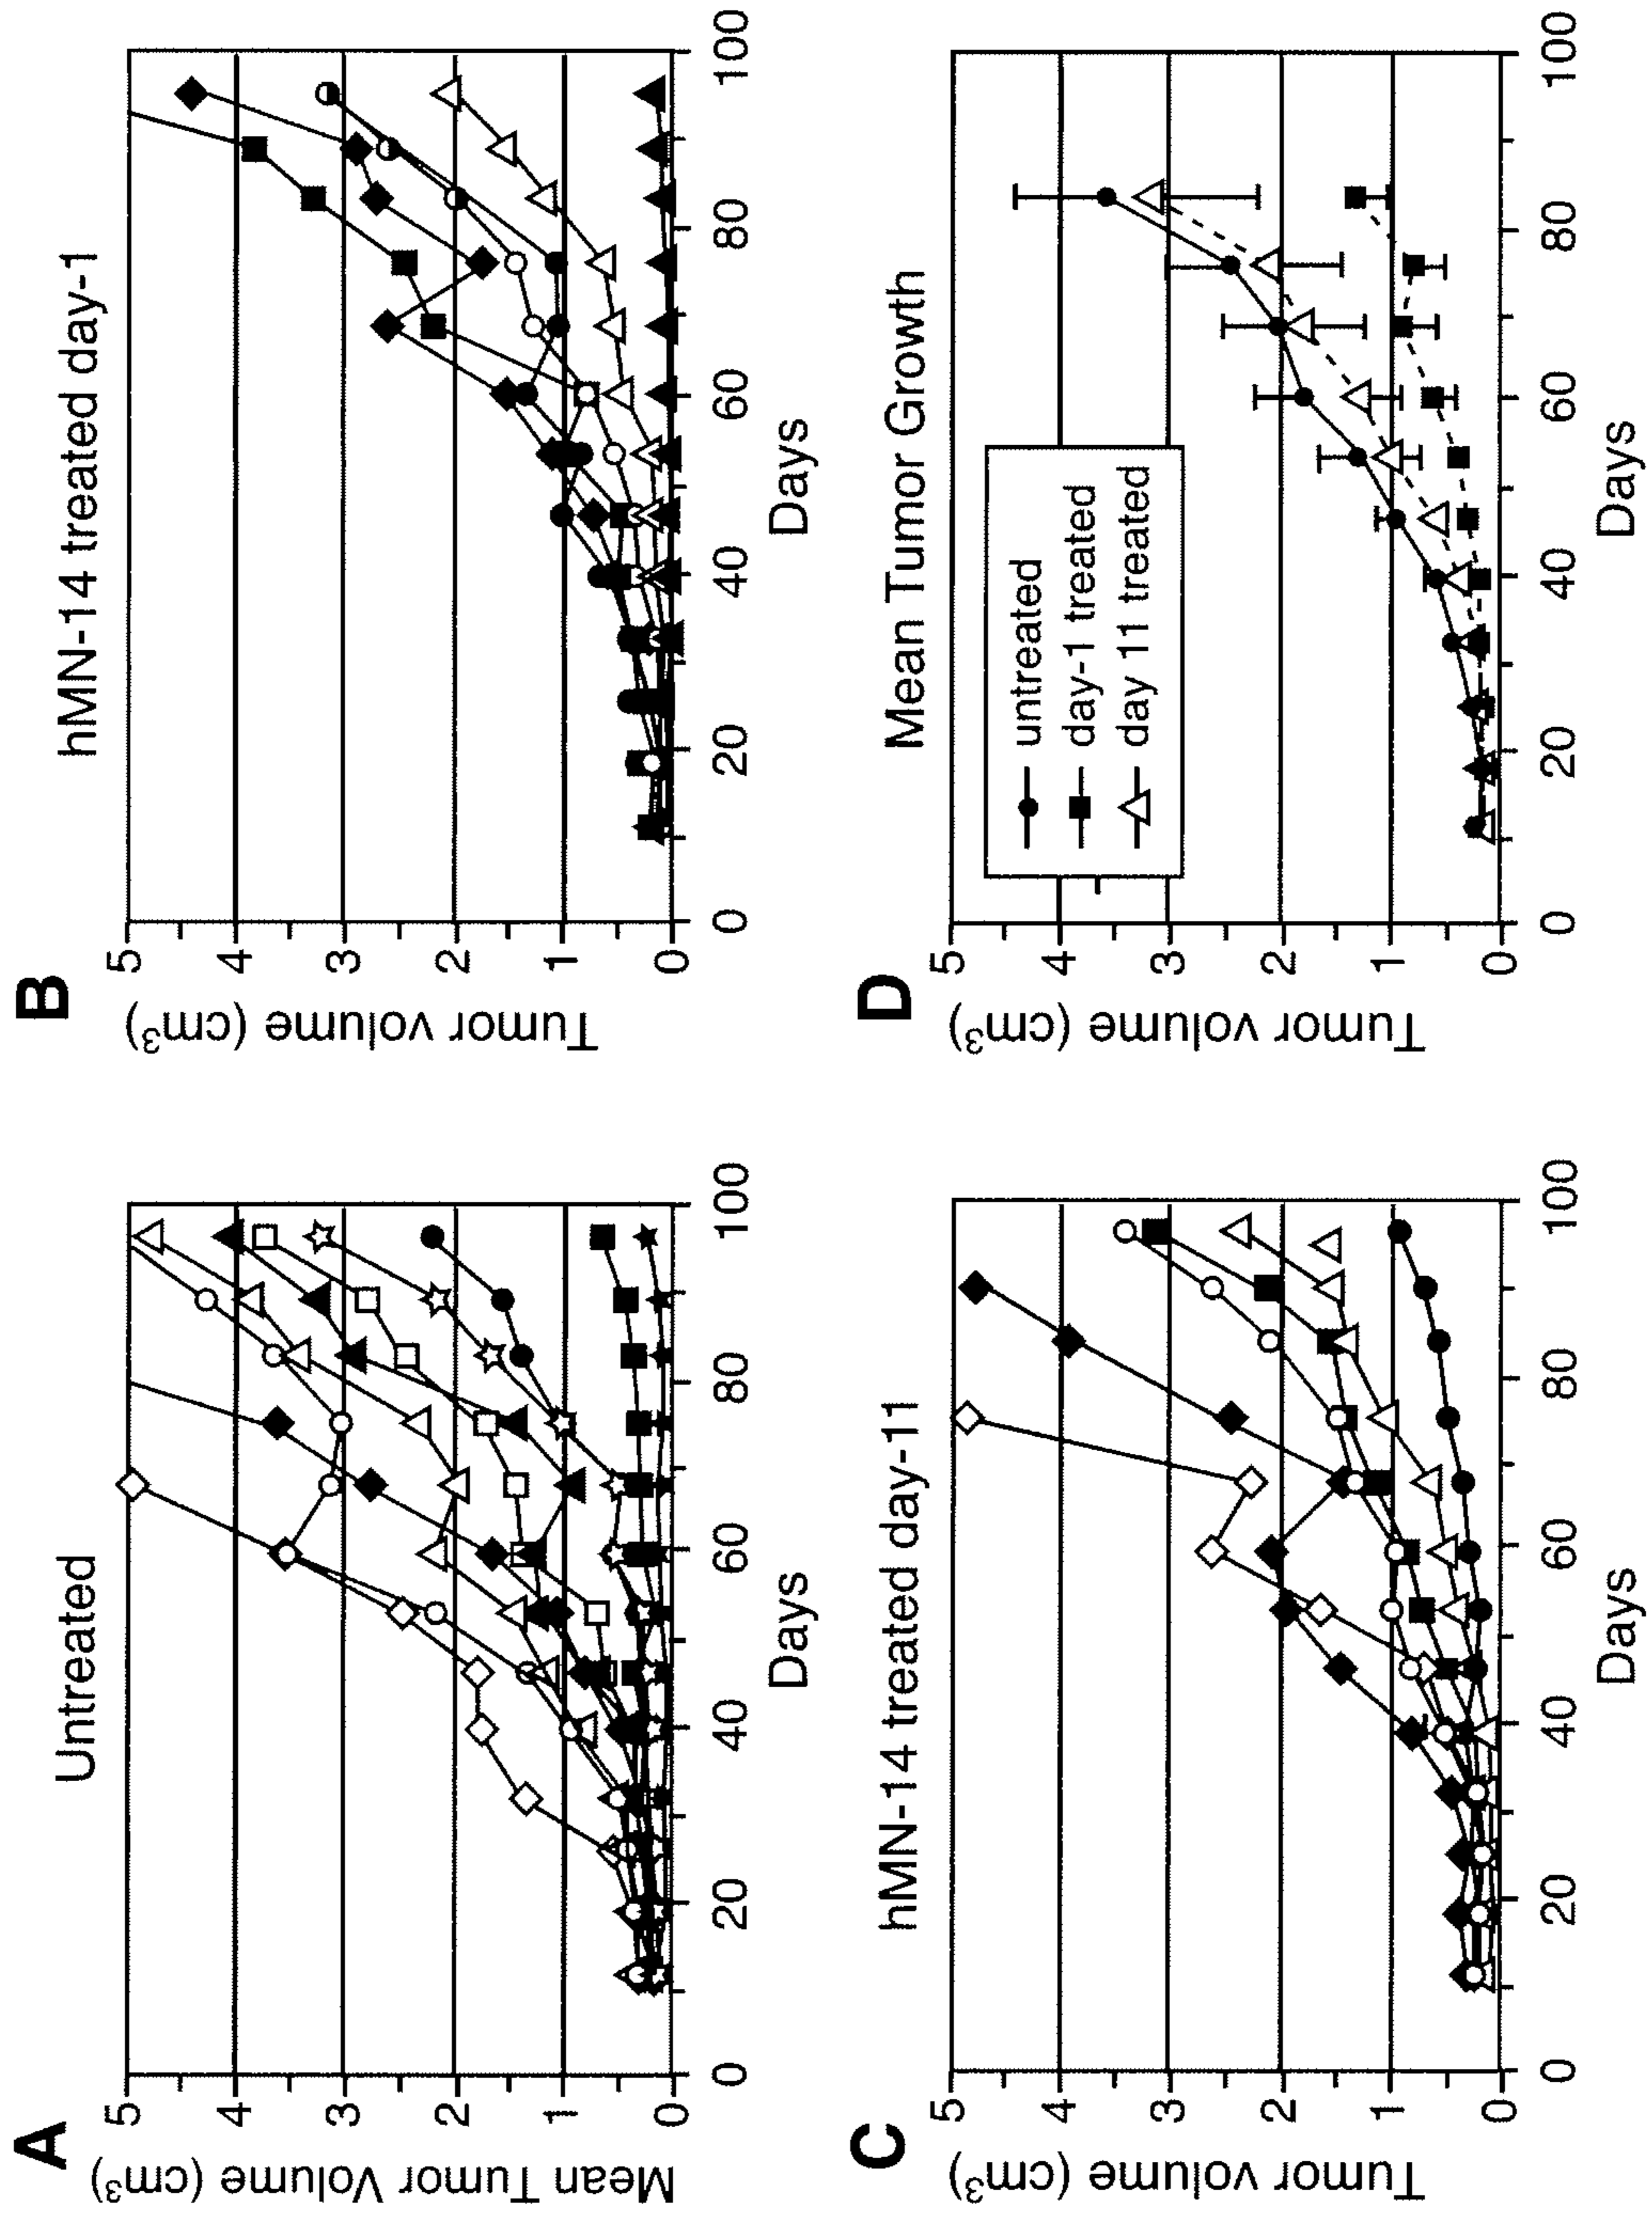 A
Untreated
Mean Tumor Volume (cm³)
5
4
3
2
1
0
0 20 40 60 80 100
Days
B
hMN-14 treated day-1
Tumor volume (cm³)
5
4
3
2
1
0
0 20 40 60 80 100
Days
C
hMN-14 treated day-11
Tumor volume (cm³)
5
4
3
2
1
0
0 20 40 60 80 100
Days
D
Mean Tumor Growth
Tumor volume (cm³)
5
4
3
2
1
0
untreated
day-1 treated
day 11 treated
0 20 40 60 80 100
Days